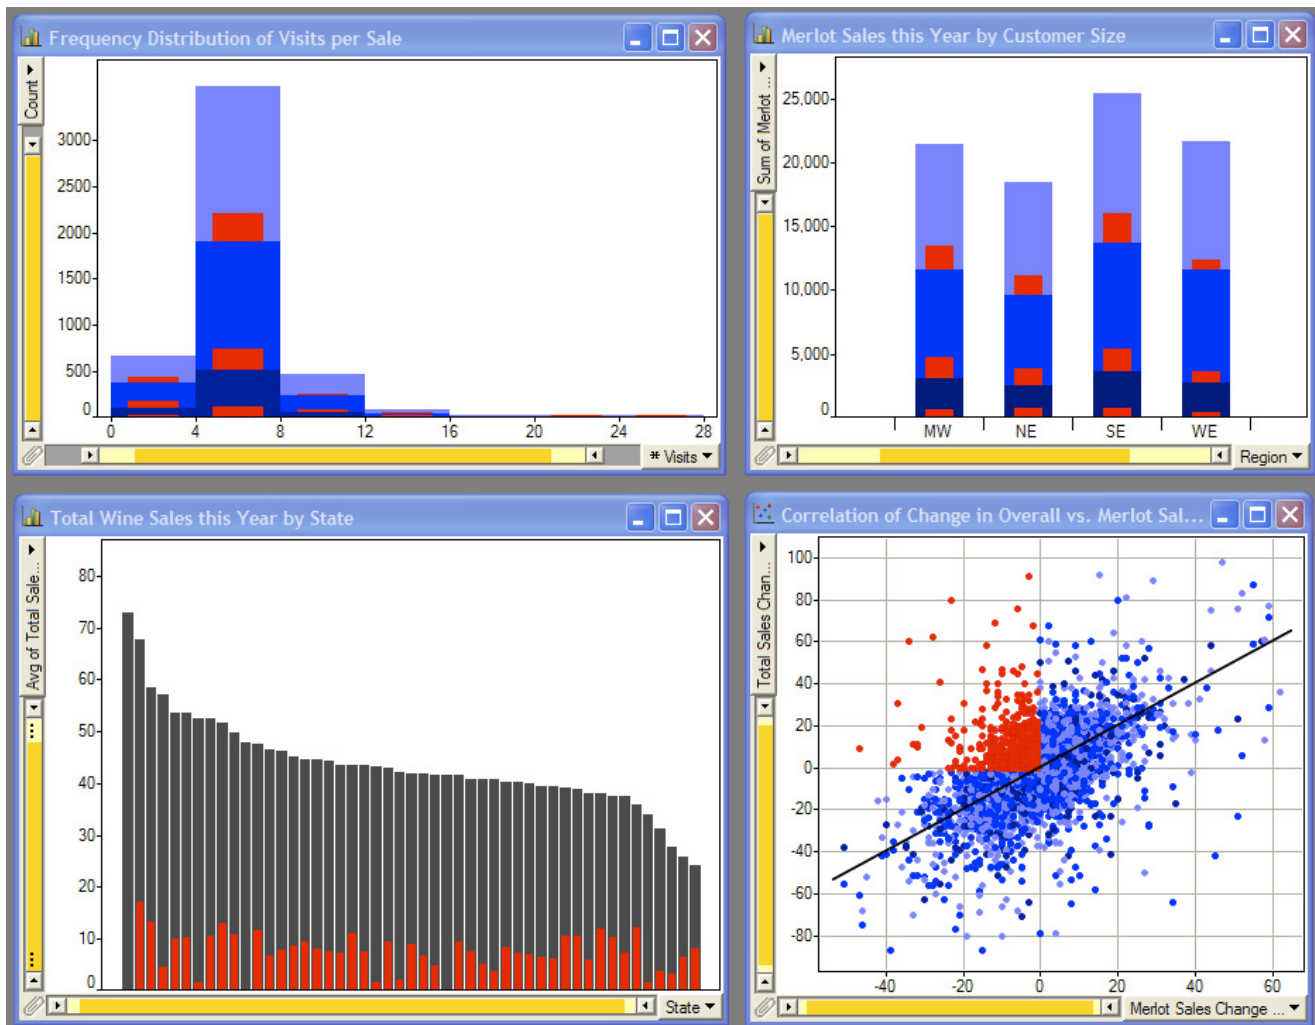 Frequency Distribution of Visits per Sale
Count
3000
2500
2000
1500
1000
500
0
0 4 8 12 16 20 24 28
* Visits
Merlot Sales this Year by Customer Size
Sum of Merlot ...
25,000
20,000
15,000
10,000
5,000
0
MW NE SE WE
Region
Total Wine Sales this Year by State
Avg of Total Sale...
80
70
60
50
40
30
20
10
0
State
Correlation of Change in Overall vs. Merlot Sal...
Total Sales Chan...
100
80
60
40
20
0
-20
-40
-60
-80
-40 -20 0 20 40 60
Merlot Sales Change ...